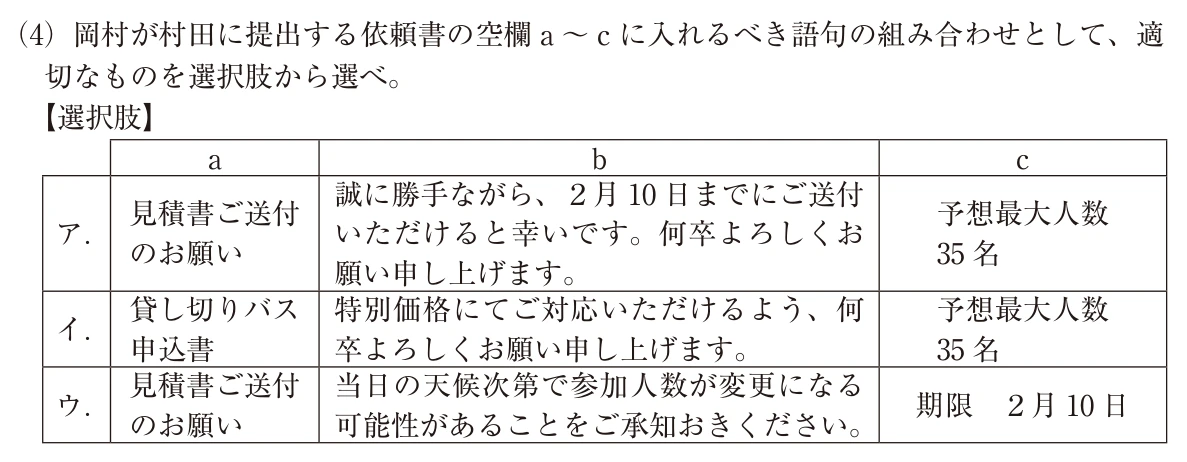 (4) 岡村が村田に提出する依頼書の空欄 a ～ c に入れるべき語句の組み合わせとして、適
切なものを選択肢から選べ。
【選択肢】
a b c
ア. 見積書ご送付のお願い 誠に勝手ながら、２月 10 日までにご送付いただけると幸いです。何卒よろしくお願い申し上げます。 予想最大人数 35 名
イ. 貸し切りバス申込書 特別価格にてご対応いただけるよう、何卒よろしくお願い申し上げます。 予想最大人数 35 名
ウ. 見積書ご送付のお願い 当日の天候次第で参加人数が変更になる可能性があることをご承知おきください。 期限　２月 10 日